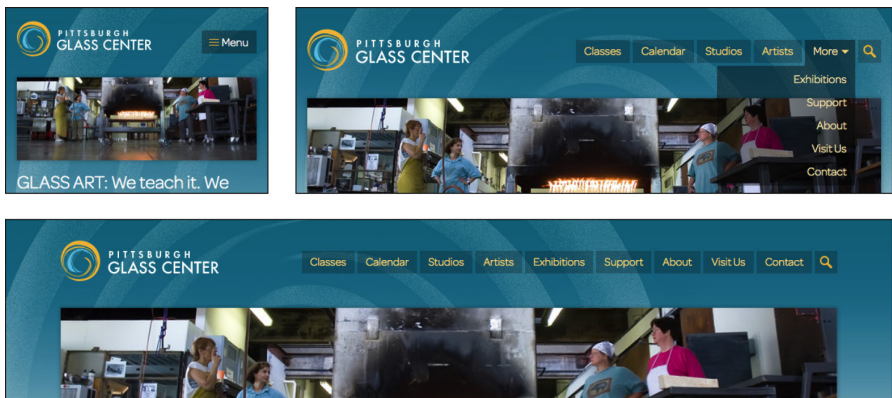 PITTSBURGH
GLASS CENTER
Menu
GLASS ART: We teach it. We
PITTSBURGH
GLASS CENTER
Classes Calendar Studios Artists More
Exhibitions
Support
About
Visit Us
Contact
PITTSBURGH
GLASS CENTER
Classes Calendar Studios Artists Exhibitions Support About Visit Us Contact